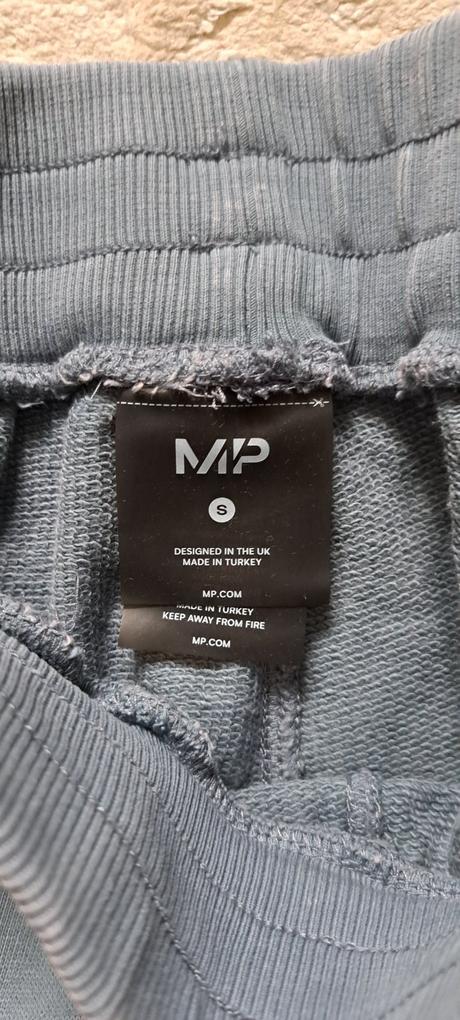 MP
S
DESIGNED IN THE UK
MADE IN TURKEY
MP.COM
MADE IN TURKEY
KEEP AWAY FROM FIRE
MP.COM